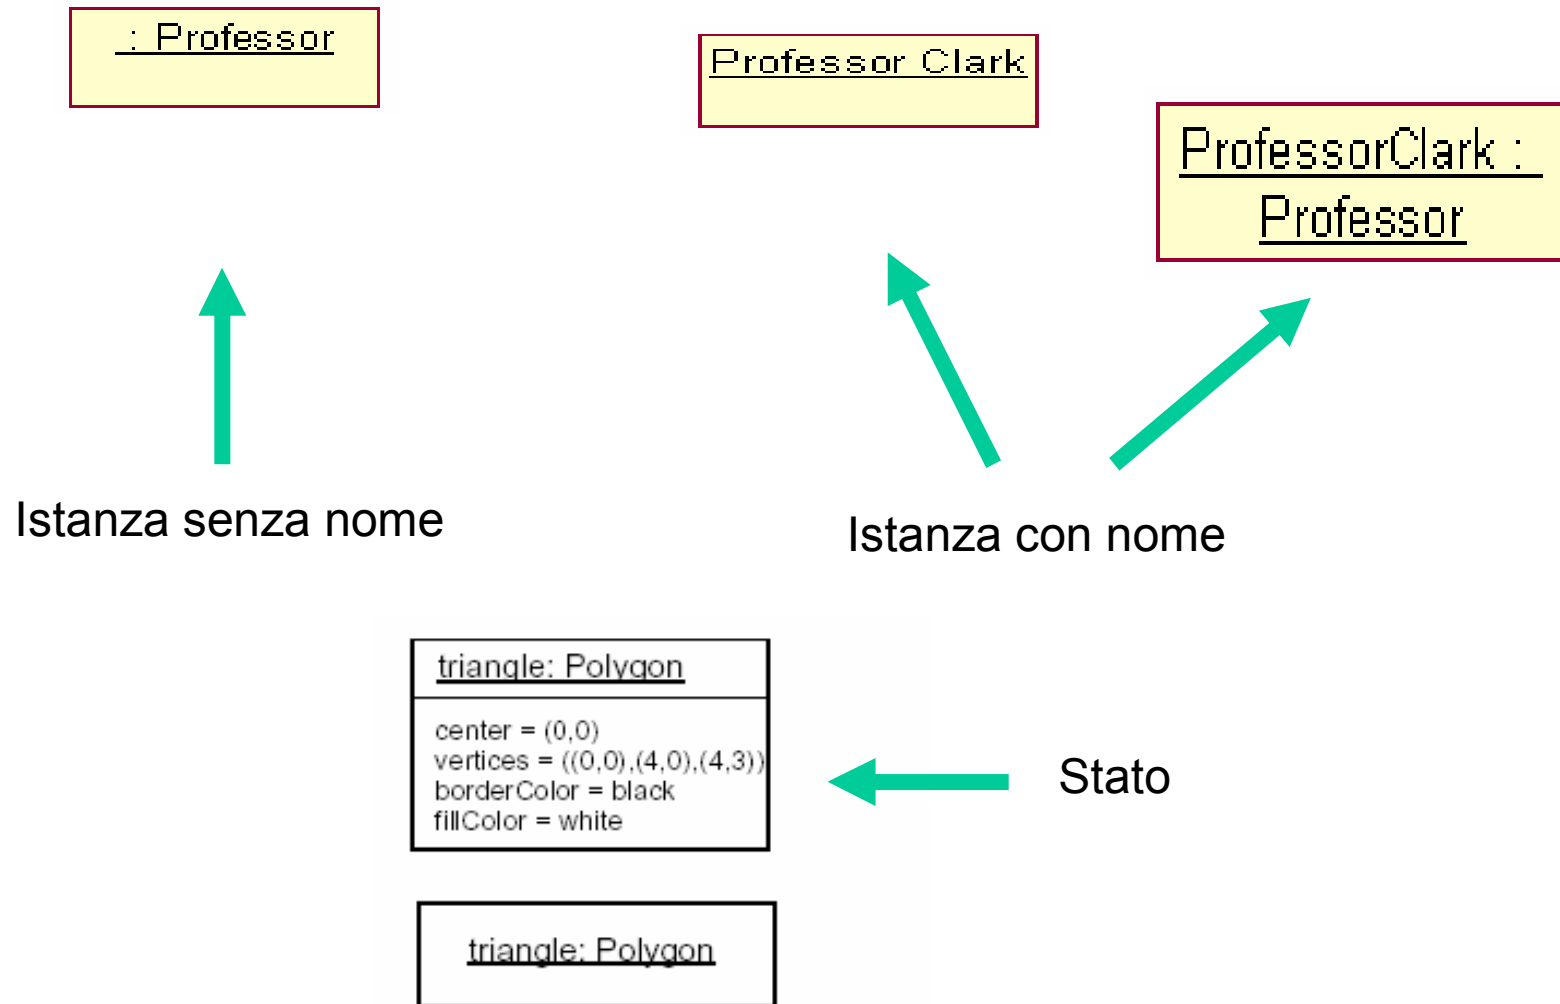 : Professor
Professor Clark
ProfessorClark :
Professor
Istanza senza nome
Istanza con nome
triangle: Polygon
center = (0,0)
vertices = ((0,0),(4,0),(4,3))
borderColor = black
fillColor = white
Stato
triangle: Polygon